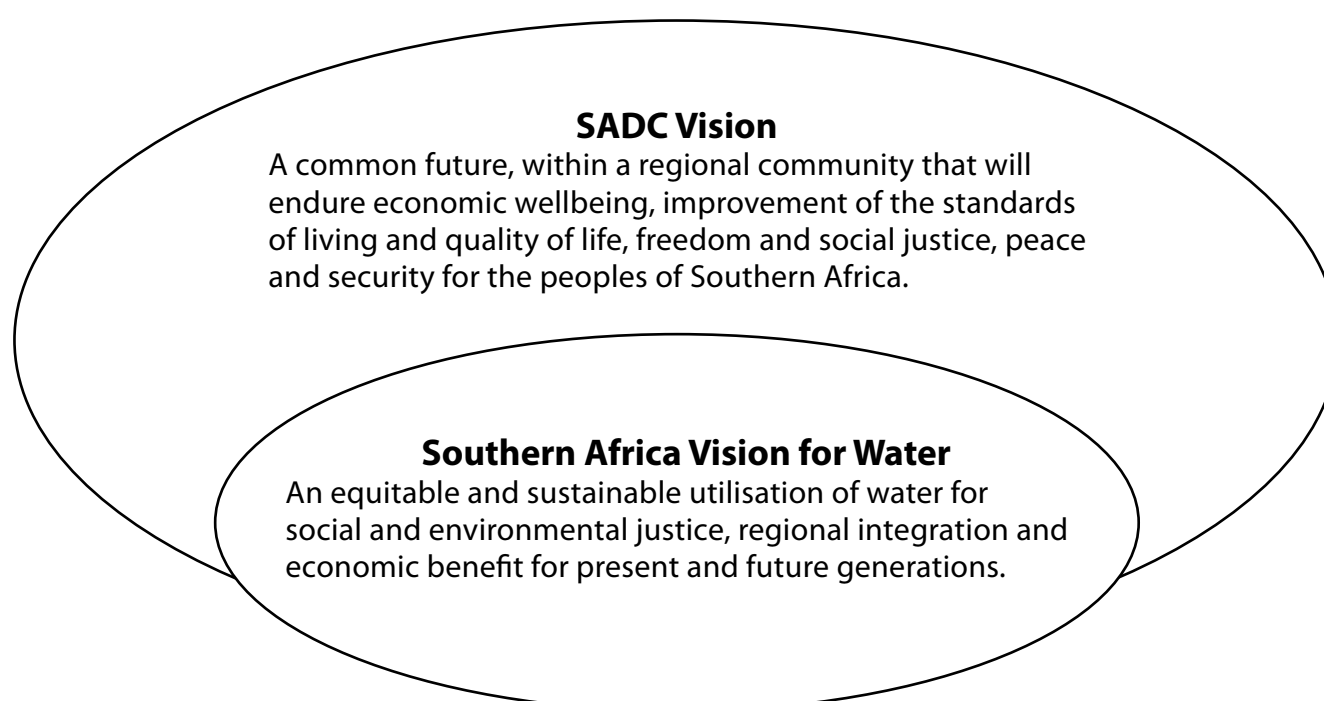 SADC Vision
A common future, within a regional community that will
endure economic wellbeing, improvement of the standards
of living and quality of life, freedom and social justice, peace
and security for the peoples of Southern Africa.
Southern Africa Vision for Water
An equitable and sustainable utilisation of water for
social and environmental justice, regional integration and
economic benefit for present and future generations.